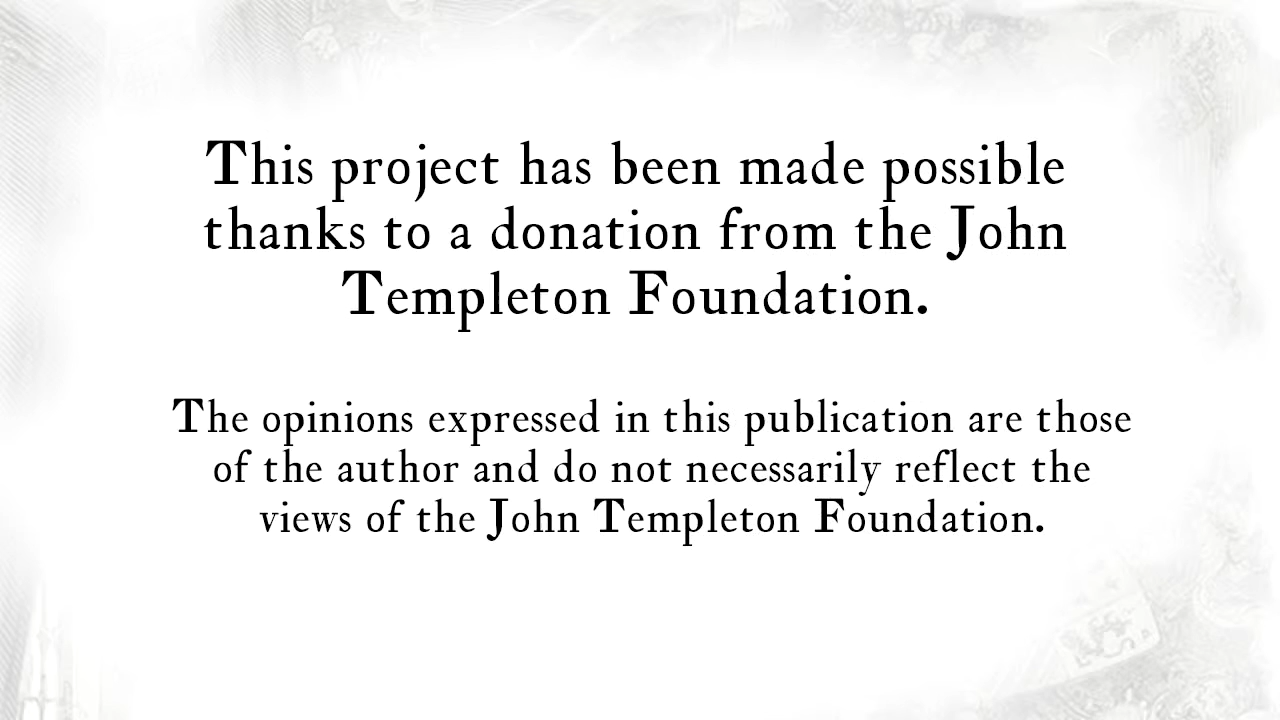 This project has been made possible
thanks to a donation from the John
Templeton Foundation.
The opinions expressed in this publication are those
of the author and do not necessarily reflect the
views of the John Templeton Foundation.